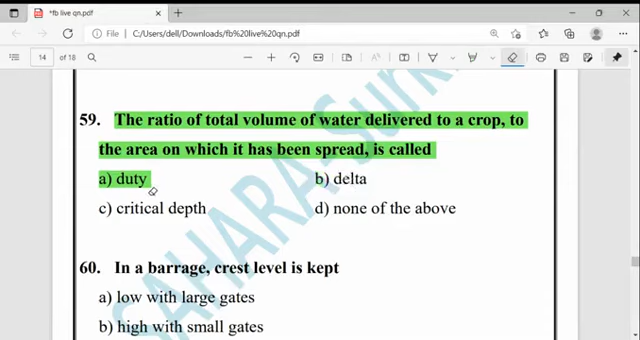 *fb live qn.pdf
File
C:/Users/dell/Downloads/fb%20live%20qn.pdf
14 of 18
59. The ratio of total volume of water delivered to a crop, to
the area on which it has been spread, is called
a) duty b) delta
c) critical depth d) none of the above
60. In a barrage, crest level is kept
a) low with large gates
b) high with small gates
SAHARA-Surk